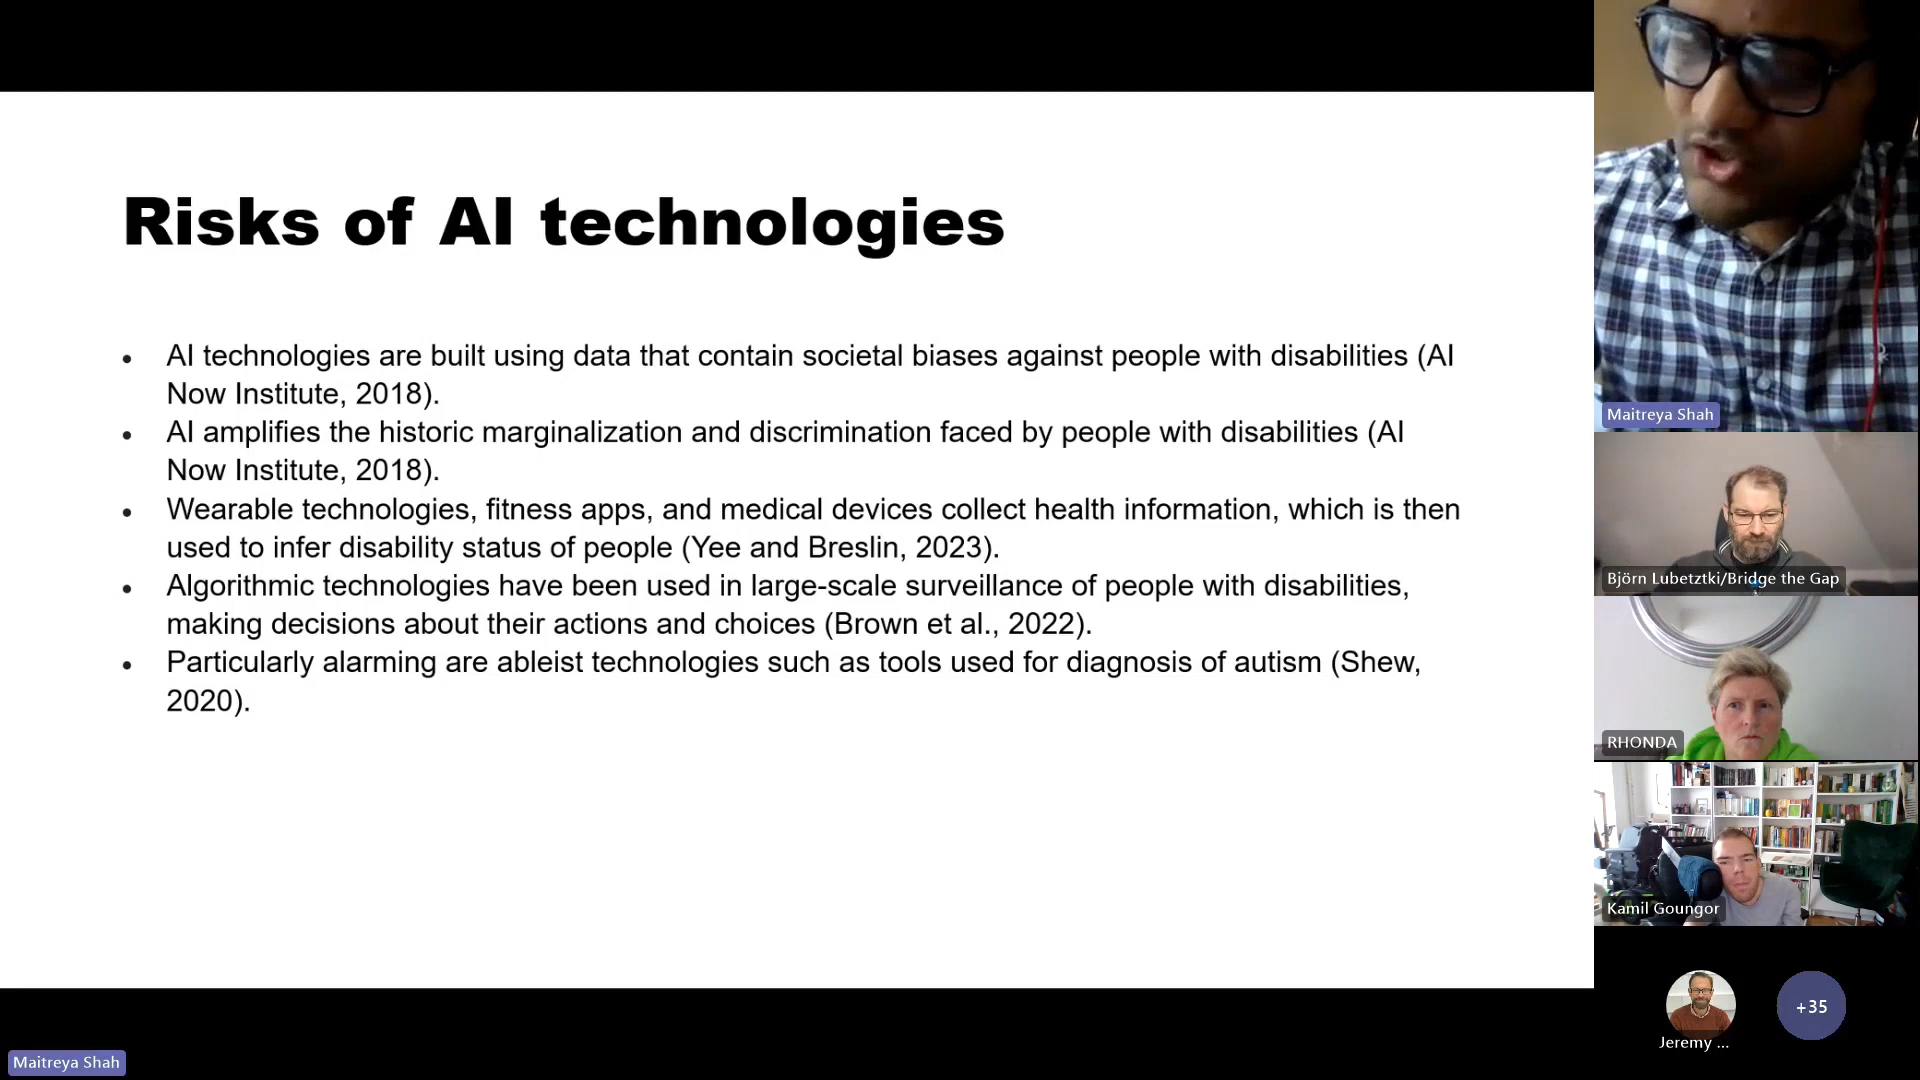 Risks of AI technologies
• AI technologies are built using data that contain societal biases against people with disabilities (AI
Now Institute, 2018).
• AI amplifies the historic marginalization and discrimination faced by people with disabilities (AI
Now Institute, 2018).
• Wearable technologies, fitness apps, and medical devices collect health information, which is then
used to infer disability status of people (Yee and Breslin, 2023).
• Algorithmic technologies have been used in large-scale surveillance of people with disabilities,
making decisions about their actions and choices (Brown et al., 2022).
• Particularly alarming are ableist technologies such as tools used for diagnosis of autism (Shew,
2020).
Maitreya Shah
Björn Lubetztki/Bridge the Gap
RHONDA
Kamil Goungor
Jeremy ...
+35
Maitreya Shah